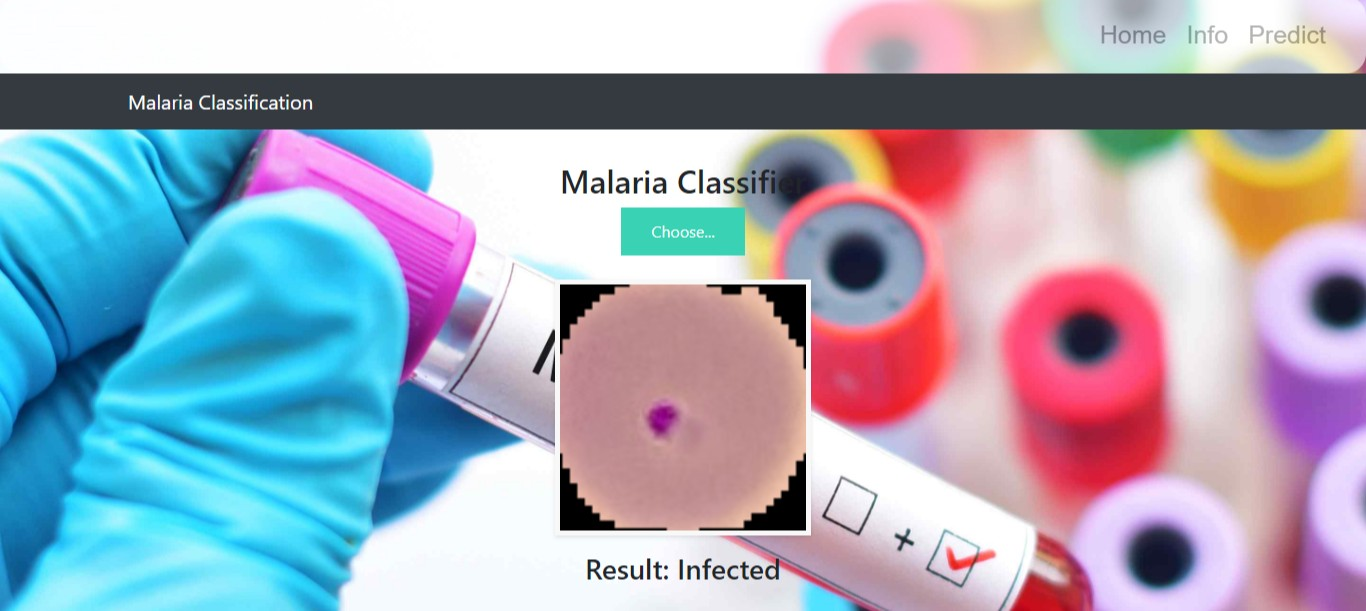 Home Info Predict
Malaria Classification
Malaria Classifier
Choose...
+
Result: Infected